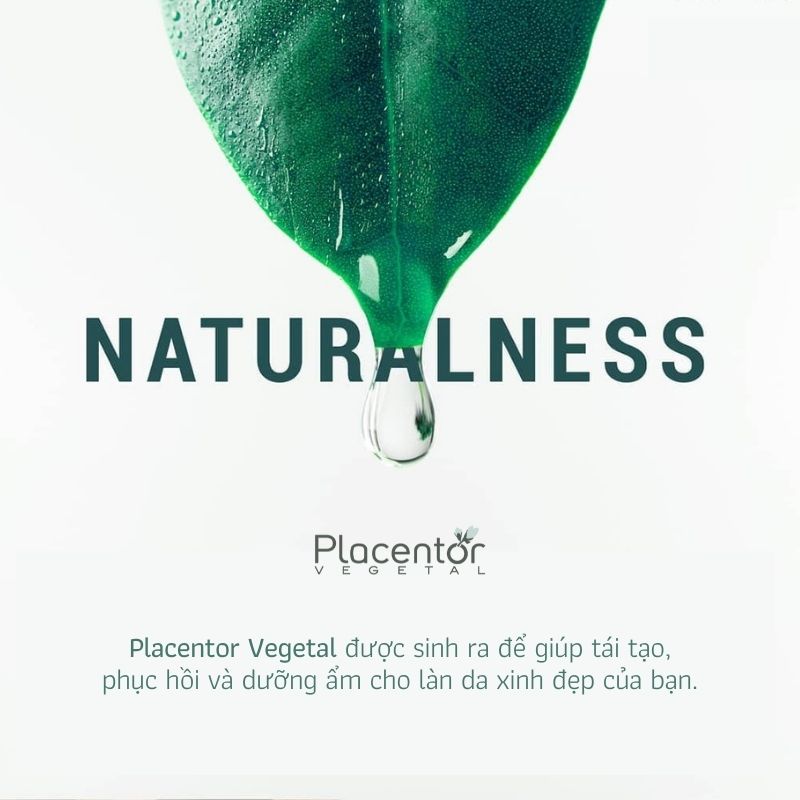 NATURALNESS
Placentor
VEGETAL
Placentor Vegetal được sinh ra để giúp tái tạo,
phục hồi và dưỡng ẩm cho làn da xinh đẹp của bạn.